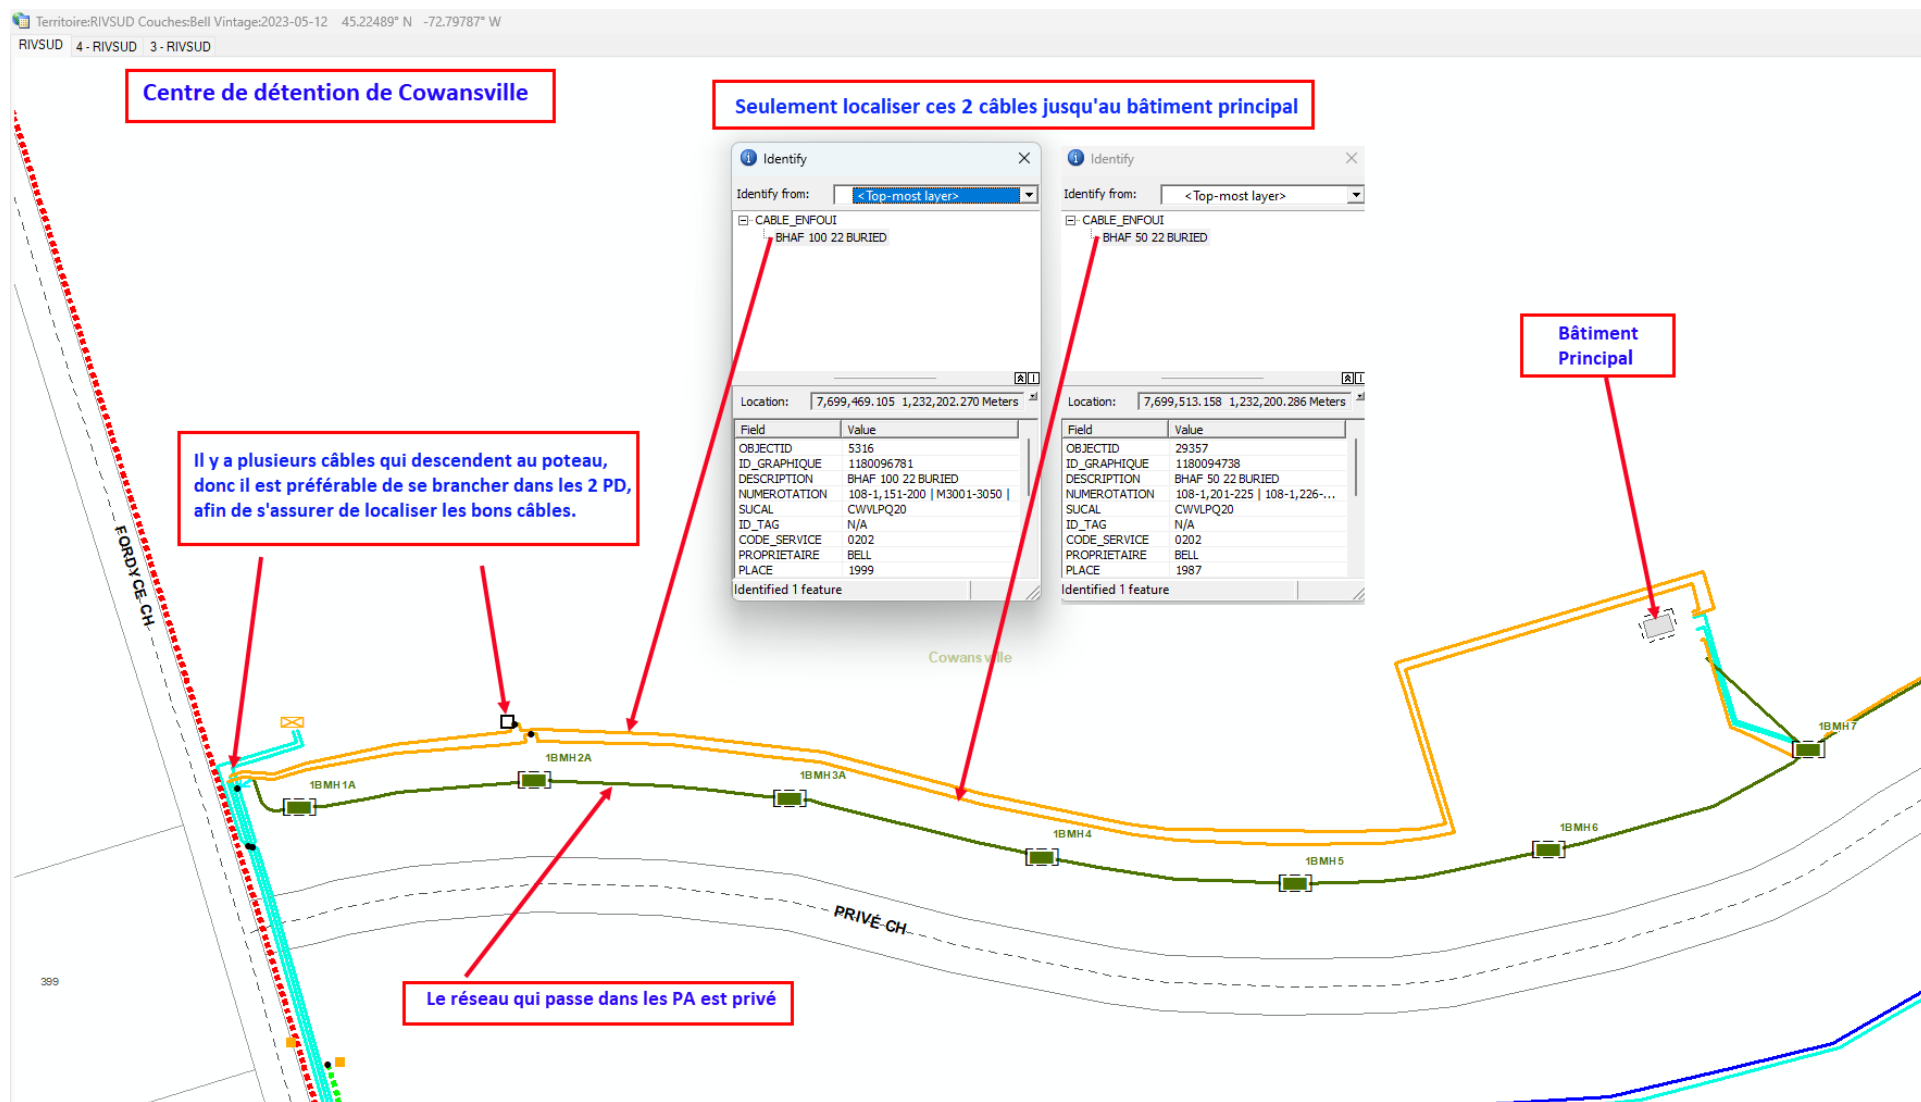 Territoire:RIVSUD Couches:Bell Vintage:2023-05-12 45.22489° N -72.79787° W
RIVSUD 4 - RIVSUD 3 - RIVSUD
Centre de détention de Cowansville
Seulement localiser ces 2 câbles jusqu'au bâtiment principal
Identify
Identify from: <Top-most layer>
CABLE_ENFOUI
BHAF 100 22 BURIED
Location: 7,699,469.105 1,232,202.270 Meters
Field Value
OBJECTID 5316
ID_GRAPHIQUE 1180096781
DESCRIPTION BHAF 100 22 BURIED
NUMEROTATION 108-1,151-200 | M3001-3050 |
SUCAL CWVLPQ20
ID_TAG N/A
CODE_SERVICE 0202
PROPRIETAIRE BELL
PLACE 1999
Identified 1 feature
Identify
Identify from: <Top-most layer>
CABLE_ENFOUI
BHAF 50 22 BURIED
Location: 7,699,513.158 1,232,200.286 Meters
Field Value
OBJECTID 29357
ID_GRAPHIQUE 1180094738
DESCRIPTION BHAF 50 22 BURIED
NUMEROTATION 108-1,201-225 | 108-1,226-...
SUCAL CWVLPQ20
ID_TAG N/A
CODE_SERVICE 0202
PROPRIETAIRE BELL
PLACE 1987
Identified 1 feature
Bâtiment
Principal
Il y a plusieurs câbles qui descendent au poteau,
donc il est préférable de se brancher dans les 2 PD,
afin de s'assurer de localiser les bons câbles.
FORDYCE CH
Cowansville
1BMH1A
1BMH2A
1BMH3A
1BMH4
1BMH5
1BMH6
1BMH7
PRIVÉ CH
399
Le réseau qui passe dans les PA est privé